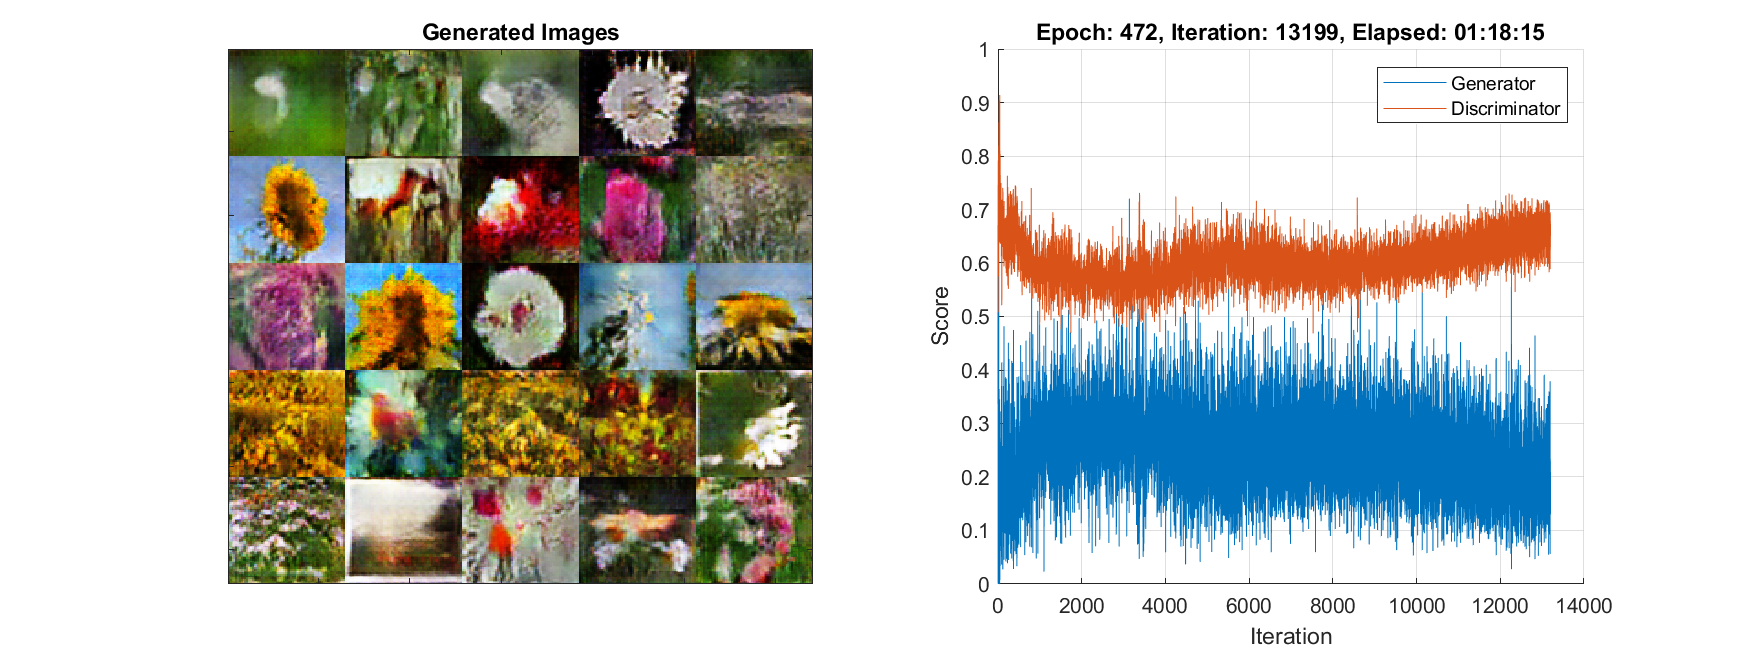 Generated Images
Epoch: 472, Iteration: 13199, Elapsed: 01:18:15
Generator
Discriminator
1
0.9
0.8
0.7
0.6
0.5
0.4
0.3
0.2
0.1
0
Score
0 2000 4000 6000 8000 10000 12000 14000
Iteration